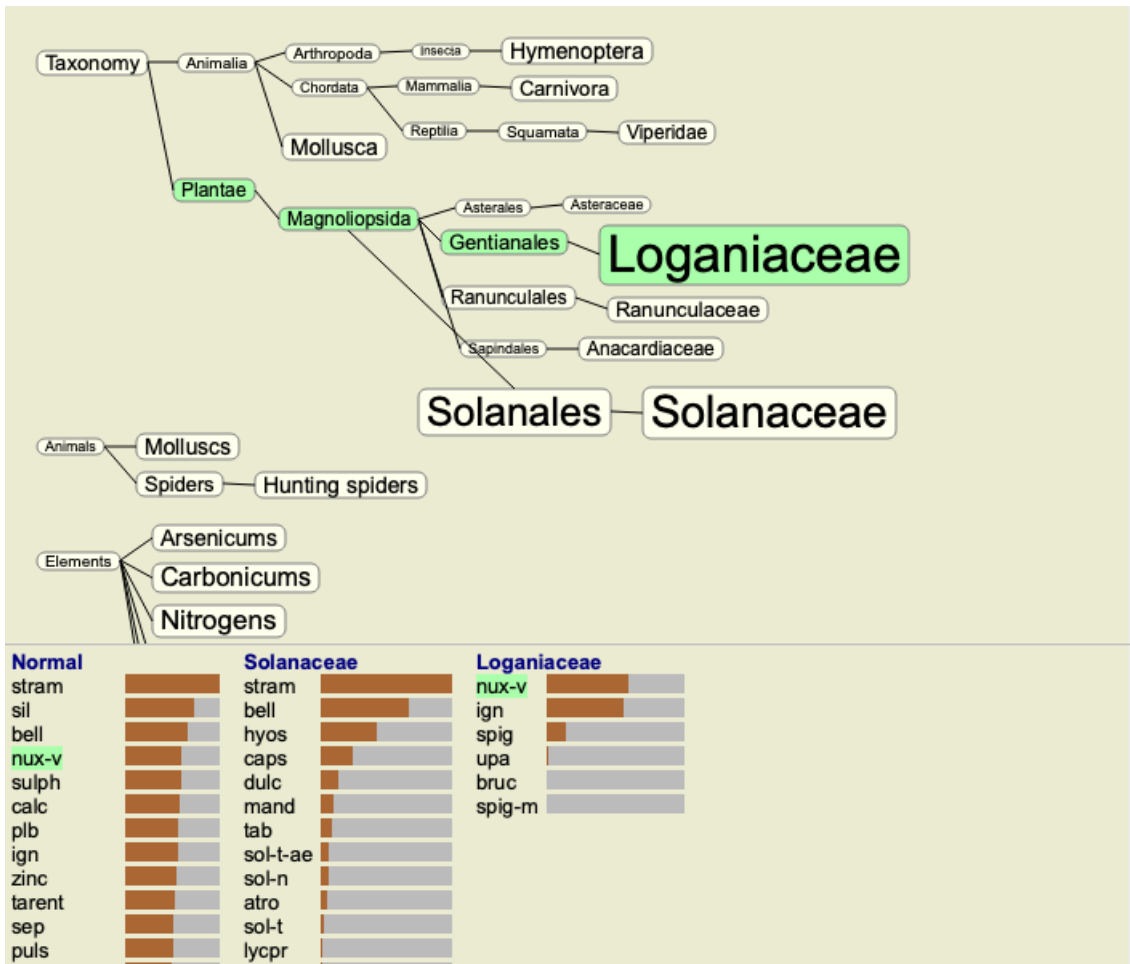 Taxonomy
Animalia
Arthropoda
Insecta
Hymenoptera
Chordata
Mammalia
Carnivora
Reptilia
Squamata
Viperidae
Mollusca
Plantae
Magnoliopsida
Asterales
Asteraceae
Gentianales
Loganiaceae
Ranunculales
Ranunculaceae
Sapindales
Anacardiaceae
Solanales
Solanaceae
Animals
Molluscs
Spiders
Hunting spiders
Elements
Arsenicums
Carbonicums
Nitrogens
Normal
stram
sil
bell
nux-v
sulph
calc
plb
ign
zinc
tarent
sep
puls
Solanaceae
stram
bell
hyos
caps
dulc
mand
tab
sol-t-ae
sol-n
atro
sol-t
lycpr
Loganiaceae
nux-v
ign
spig
upa
bruc
spig-m